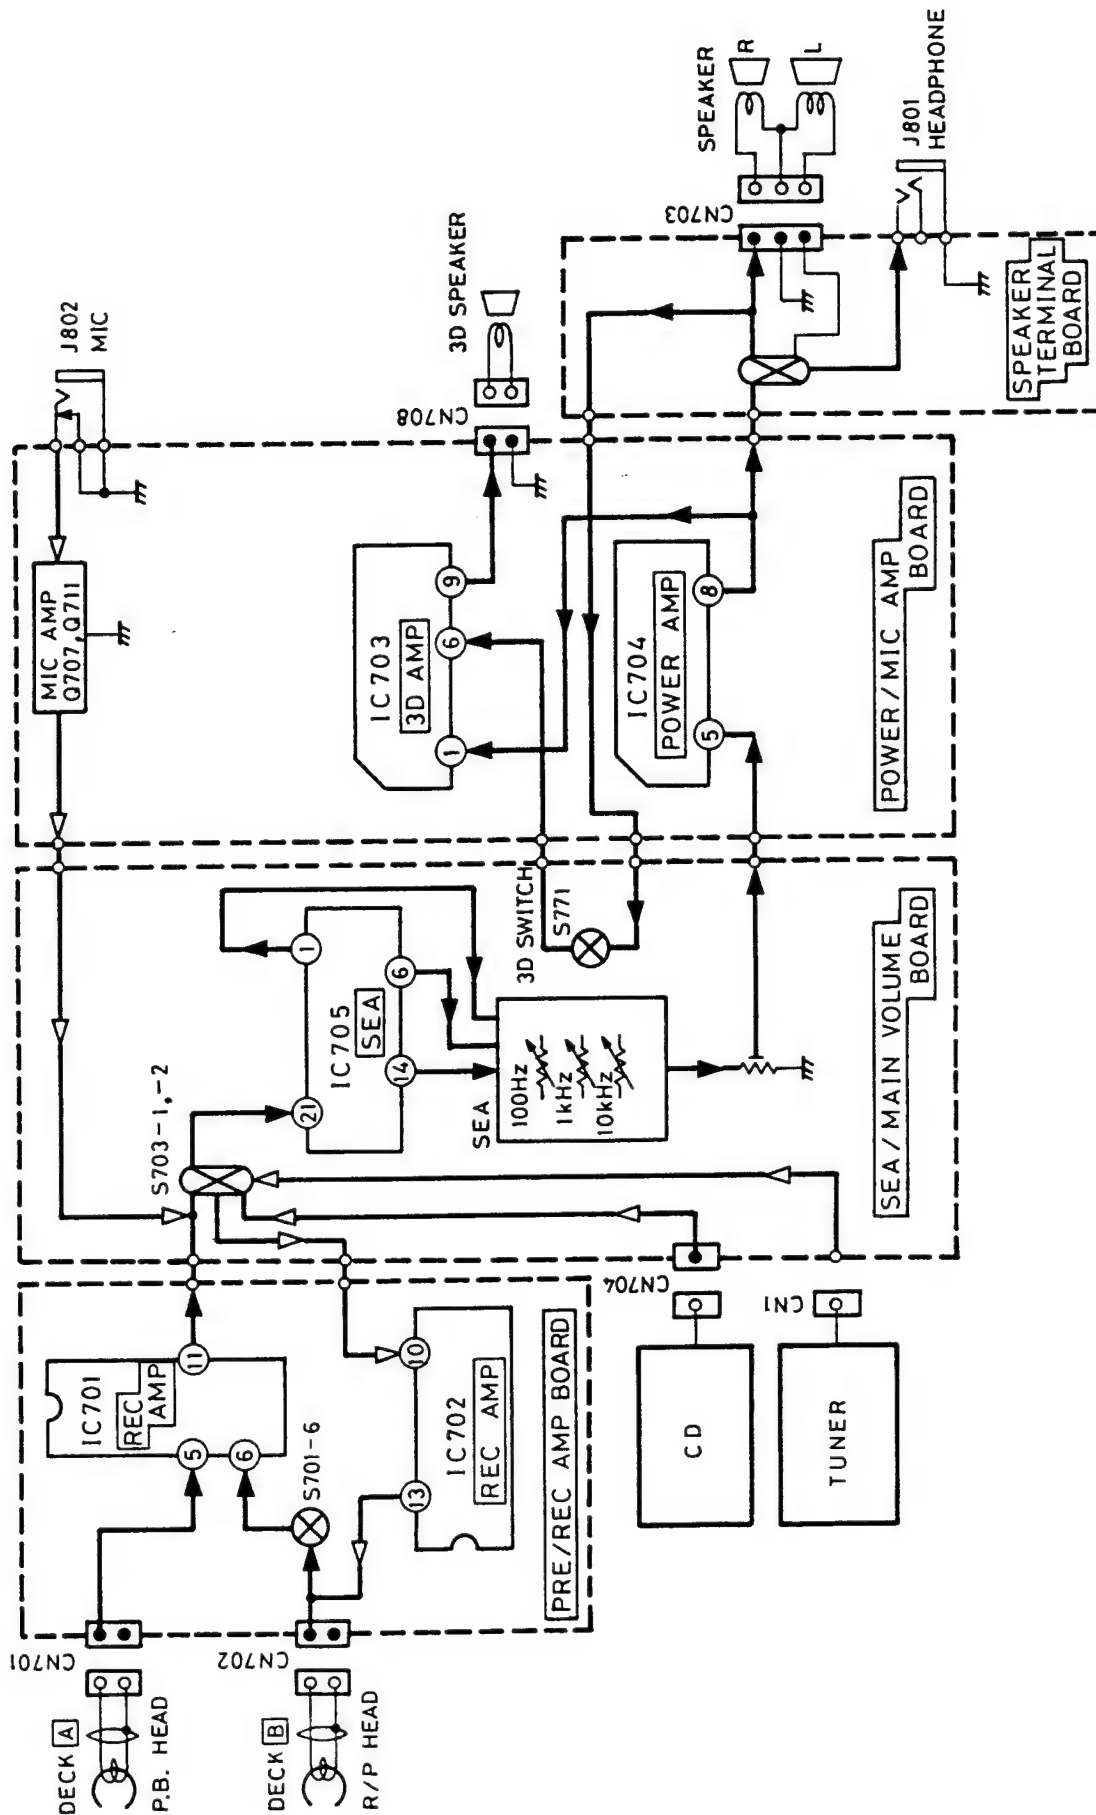 DECK A
P.B. HEAD
CN701
DECK B
R/P HEAD
CN702
IC701
REC
AMP
5
6
11
S701-6
IC702
REC AMP
13
10
PRE/REC AMP BOARD
CD
CN704
TUNER
CN1
S703-1,-2
IC705
SEA
21
1
14
6
SEA
100Hz
1kHz
10kHz
3D SWITCH
S771
SEA/MAIN VOLUME
BOARD
MIC AMP
Q707,Q711
J802
MIC
IC703
3D AMP
1
6
9
CN708
3D SPEAKER
IC704
POWER AMP
5
8
POWER/MIC AMP
BOARD
CN703
SPEAKER
R
L
J801
HEADPHONE
SPEAKER
TERMINAL
BOARD